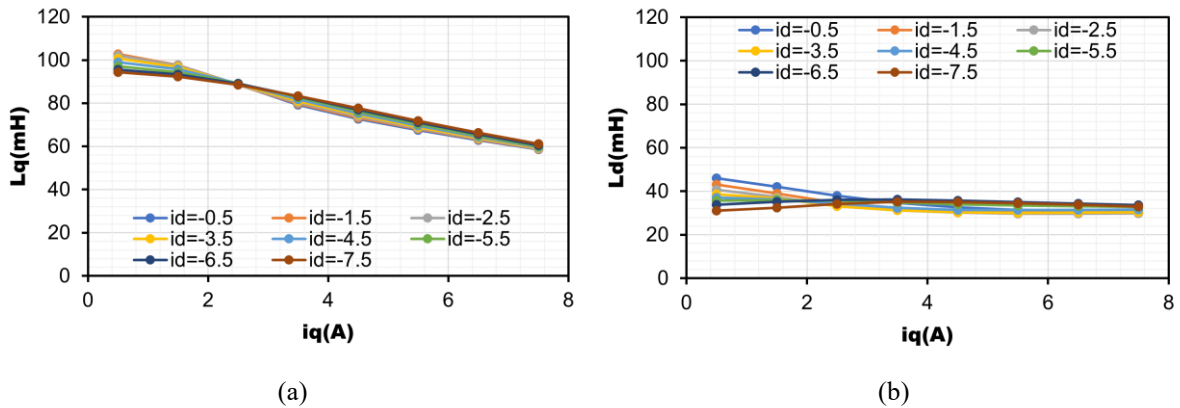 120
100
80
60
40
20
0
Lq(mH)
id=-0.5 id=-1.5 id=-2.5
id=-3.5 id=-4.5 id=-5.5
id=-6.5 id=-7.5
0 2 4 6 8
iq(A)
(a)
120
100
80
60
40
20
0
Ld(mH)
id=-0.5 id=-1.5 id=-2.5
id=-3.5 id=-4.5 id=-5.5
id=-6.5 id=-7.5
0 2 4 6 8
iq(A)
(b)